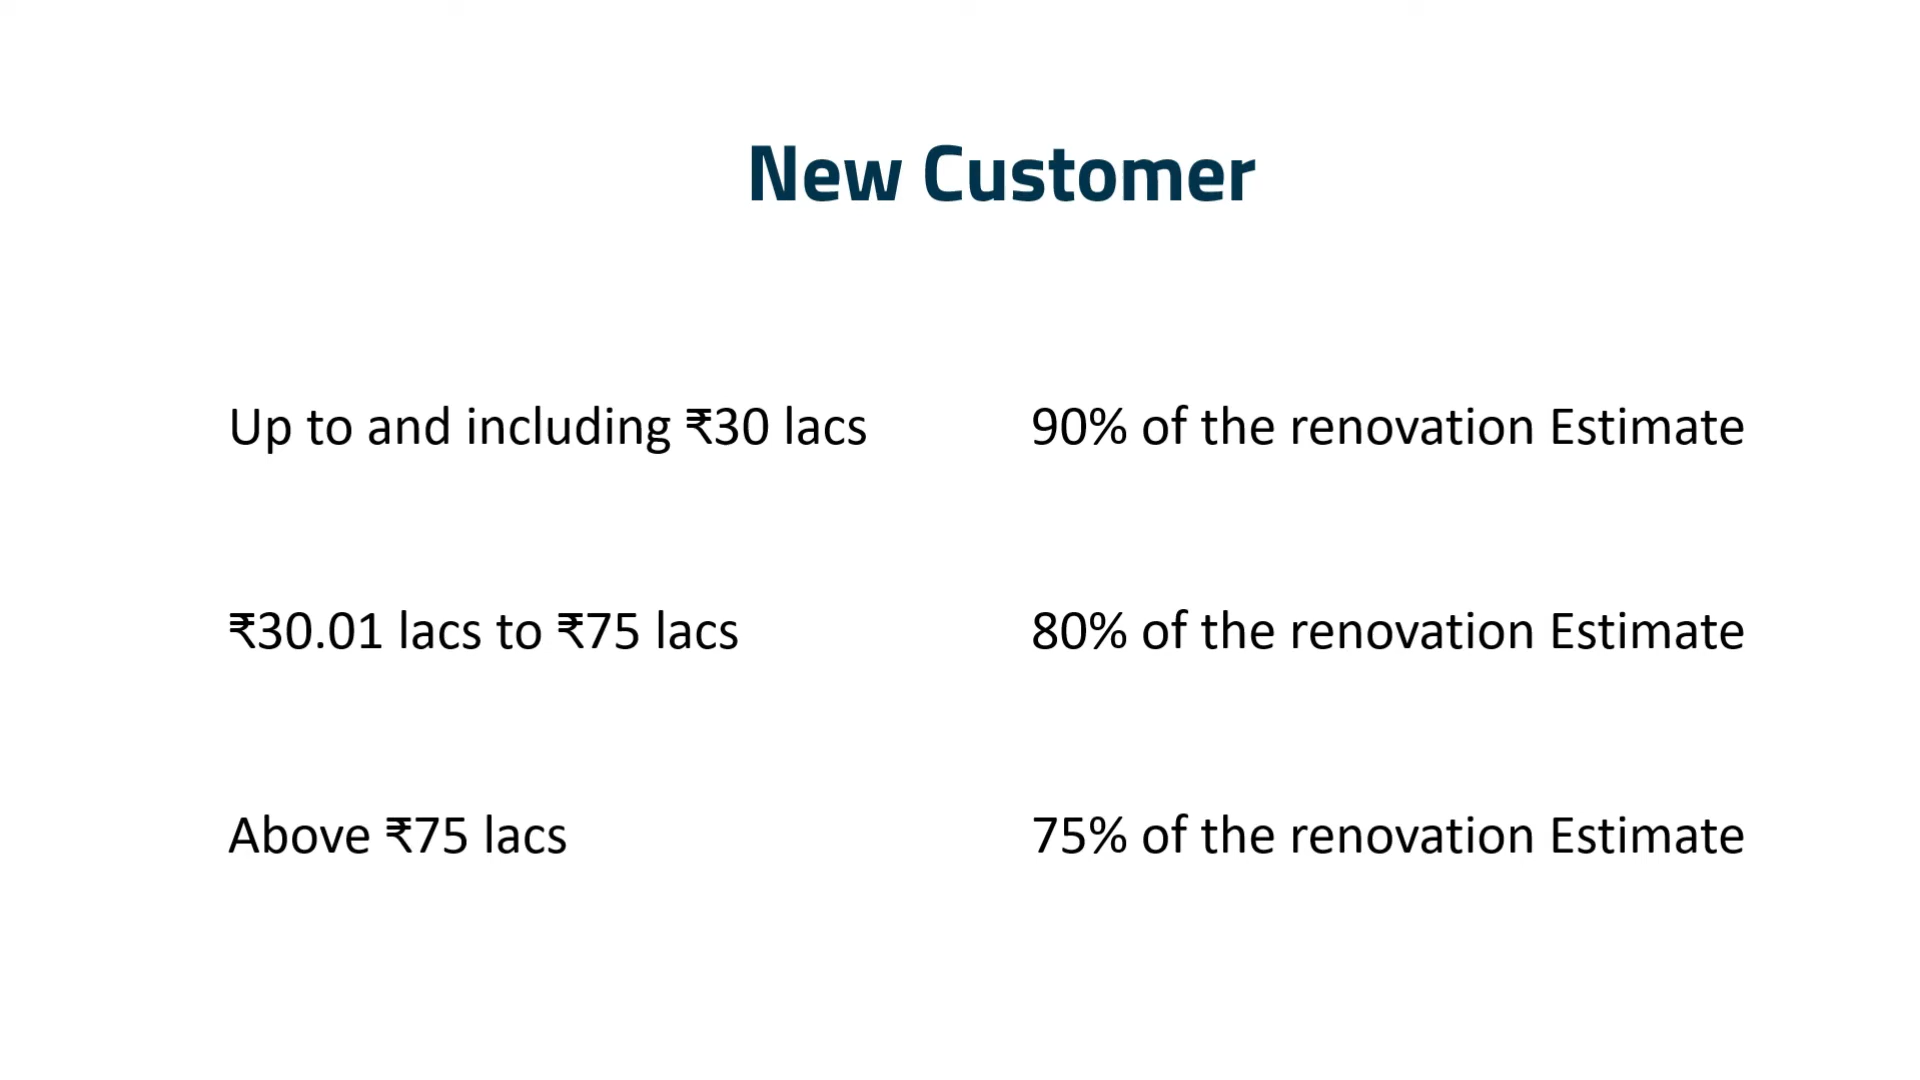 New Customer
Up to and including ₹30 lacs 90% of the renovation Estimate
₹30.01 lacs to ₹75 lacs 80% of the renovation Estimate
Above ₹75 lacs 75% of the renovation Estimate